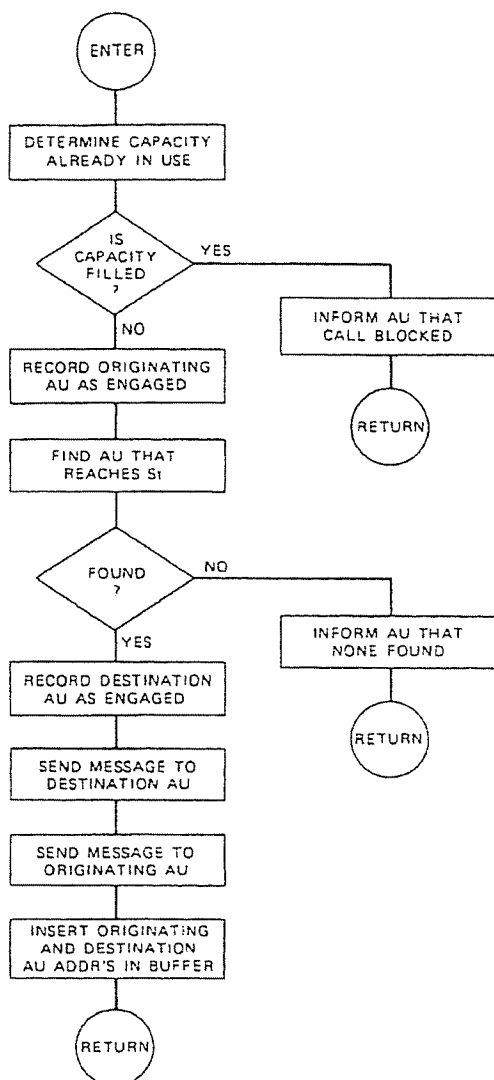 ENTER
DETERMINE CAPACITY
ALREADY IN USE
IS
CAPACITY
FILLED
?
YES
NO
INFORM AU THAT
CALL BLOCKED
RETURN
RECORD ORIGINATING
AU AS ENGAGED
FIND AU THAT
REACHES St
FOUND
?
NO
YES
INFORM AU THAT
NONE FOUND
RETURN
RECORD DESTINATION
AU AS ENGAGED
SEND MESSAGE TO
DESTINATION AU
SEND MESSAGE TO
ORIGINATING AU
INSERT ORIGINATING
AND DESTINATION
AU ADDR'S IN BUFFER
RETURN